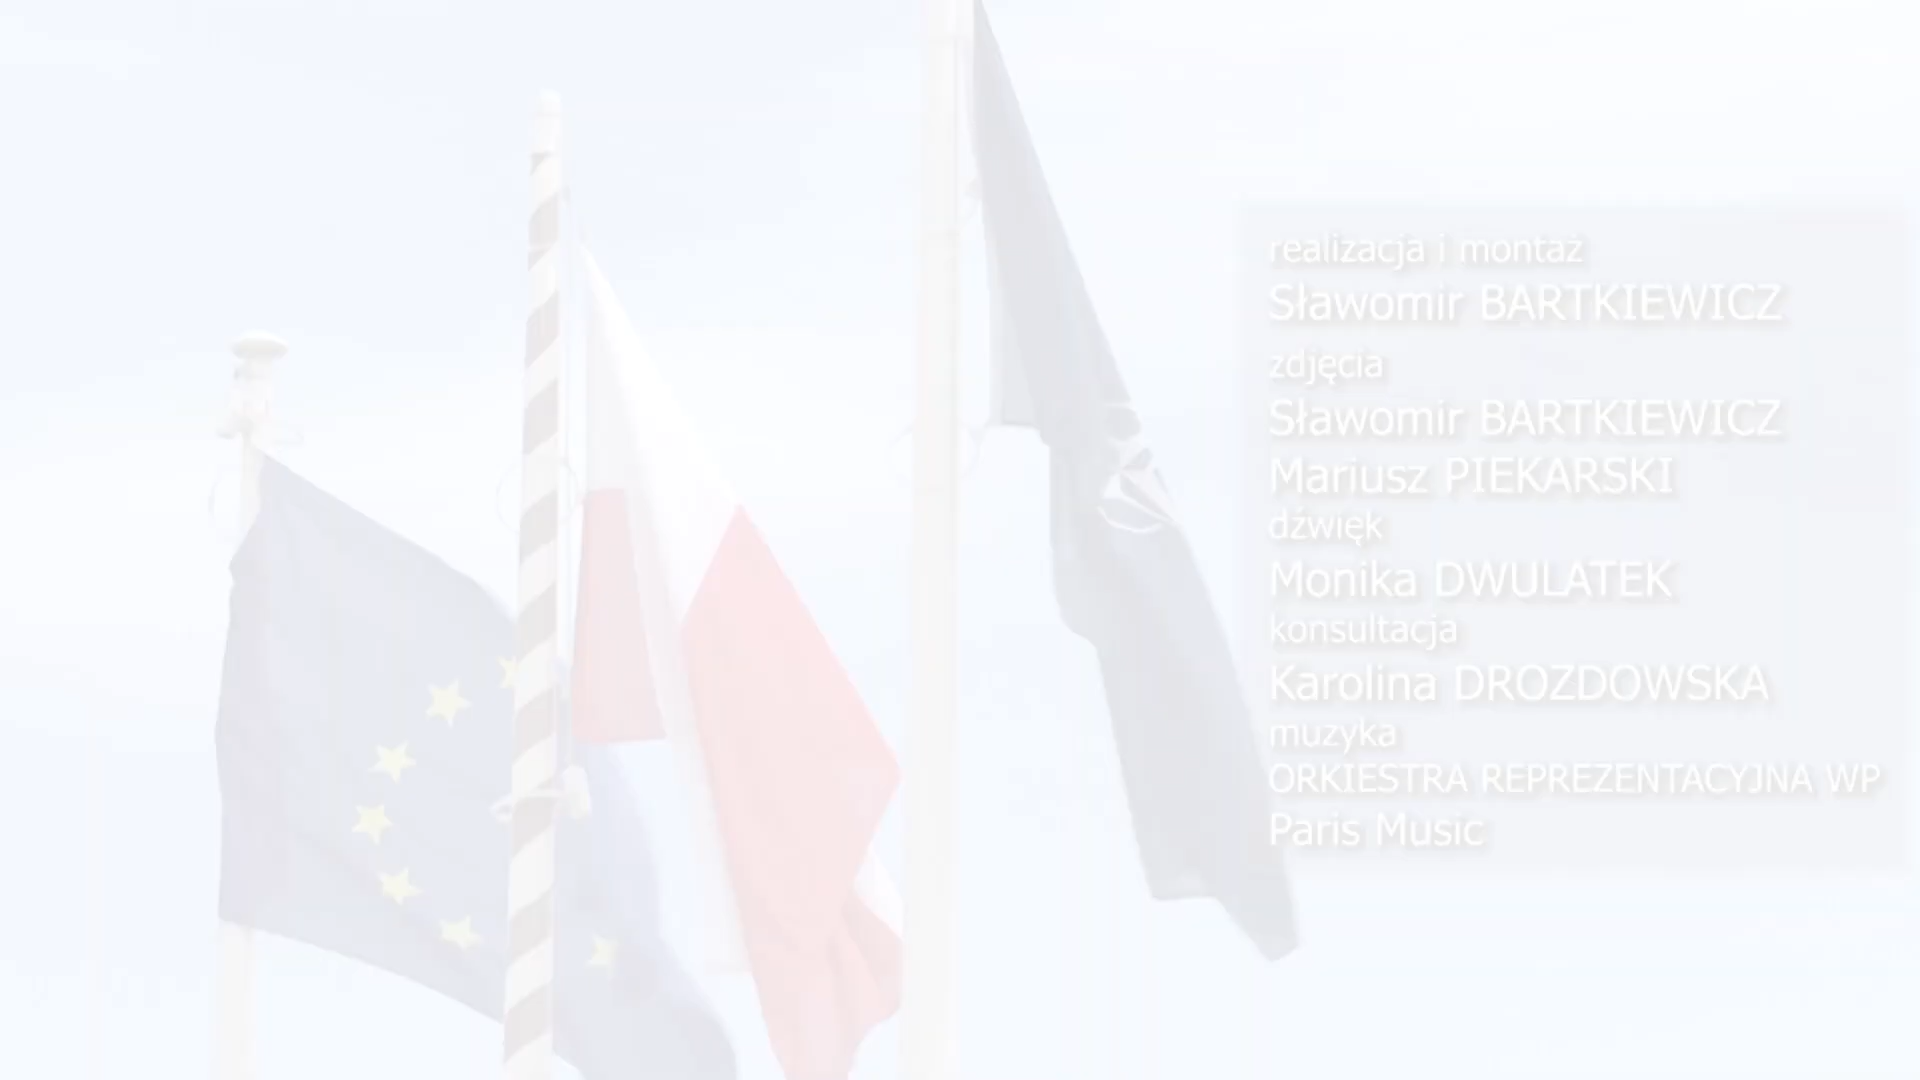 realizacja i montaż
Sławomir BARTKIEWICZ
zdjęcia
Sławomir BARTKIEWICZ
Mariusz PIEKARSKI
dźwięk
Monika DWULATEK
konsultacja
Karolina DROZDOWSKA
muzyka
ORKIESTRA REPREZENTACYJNA WP
Paris Music